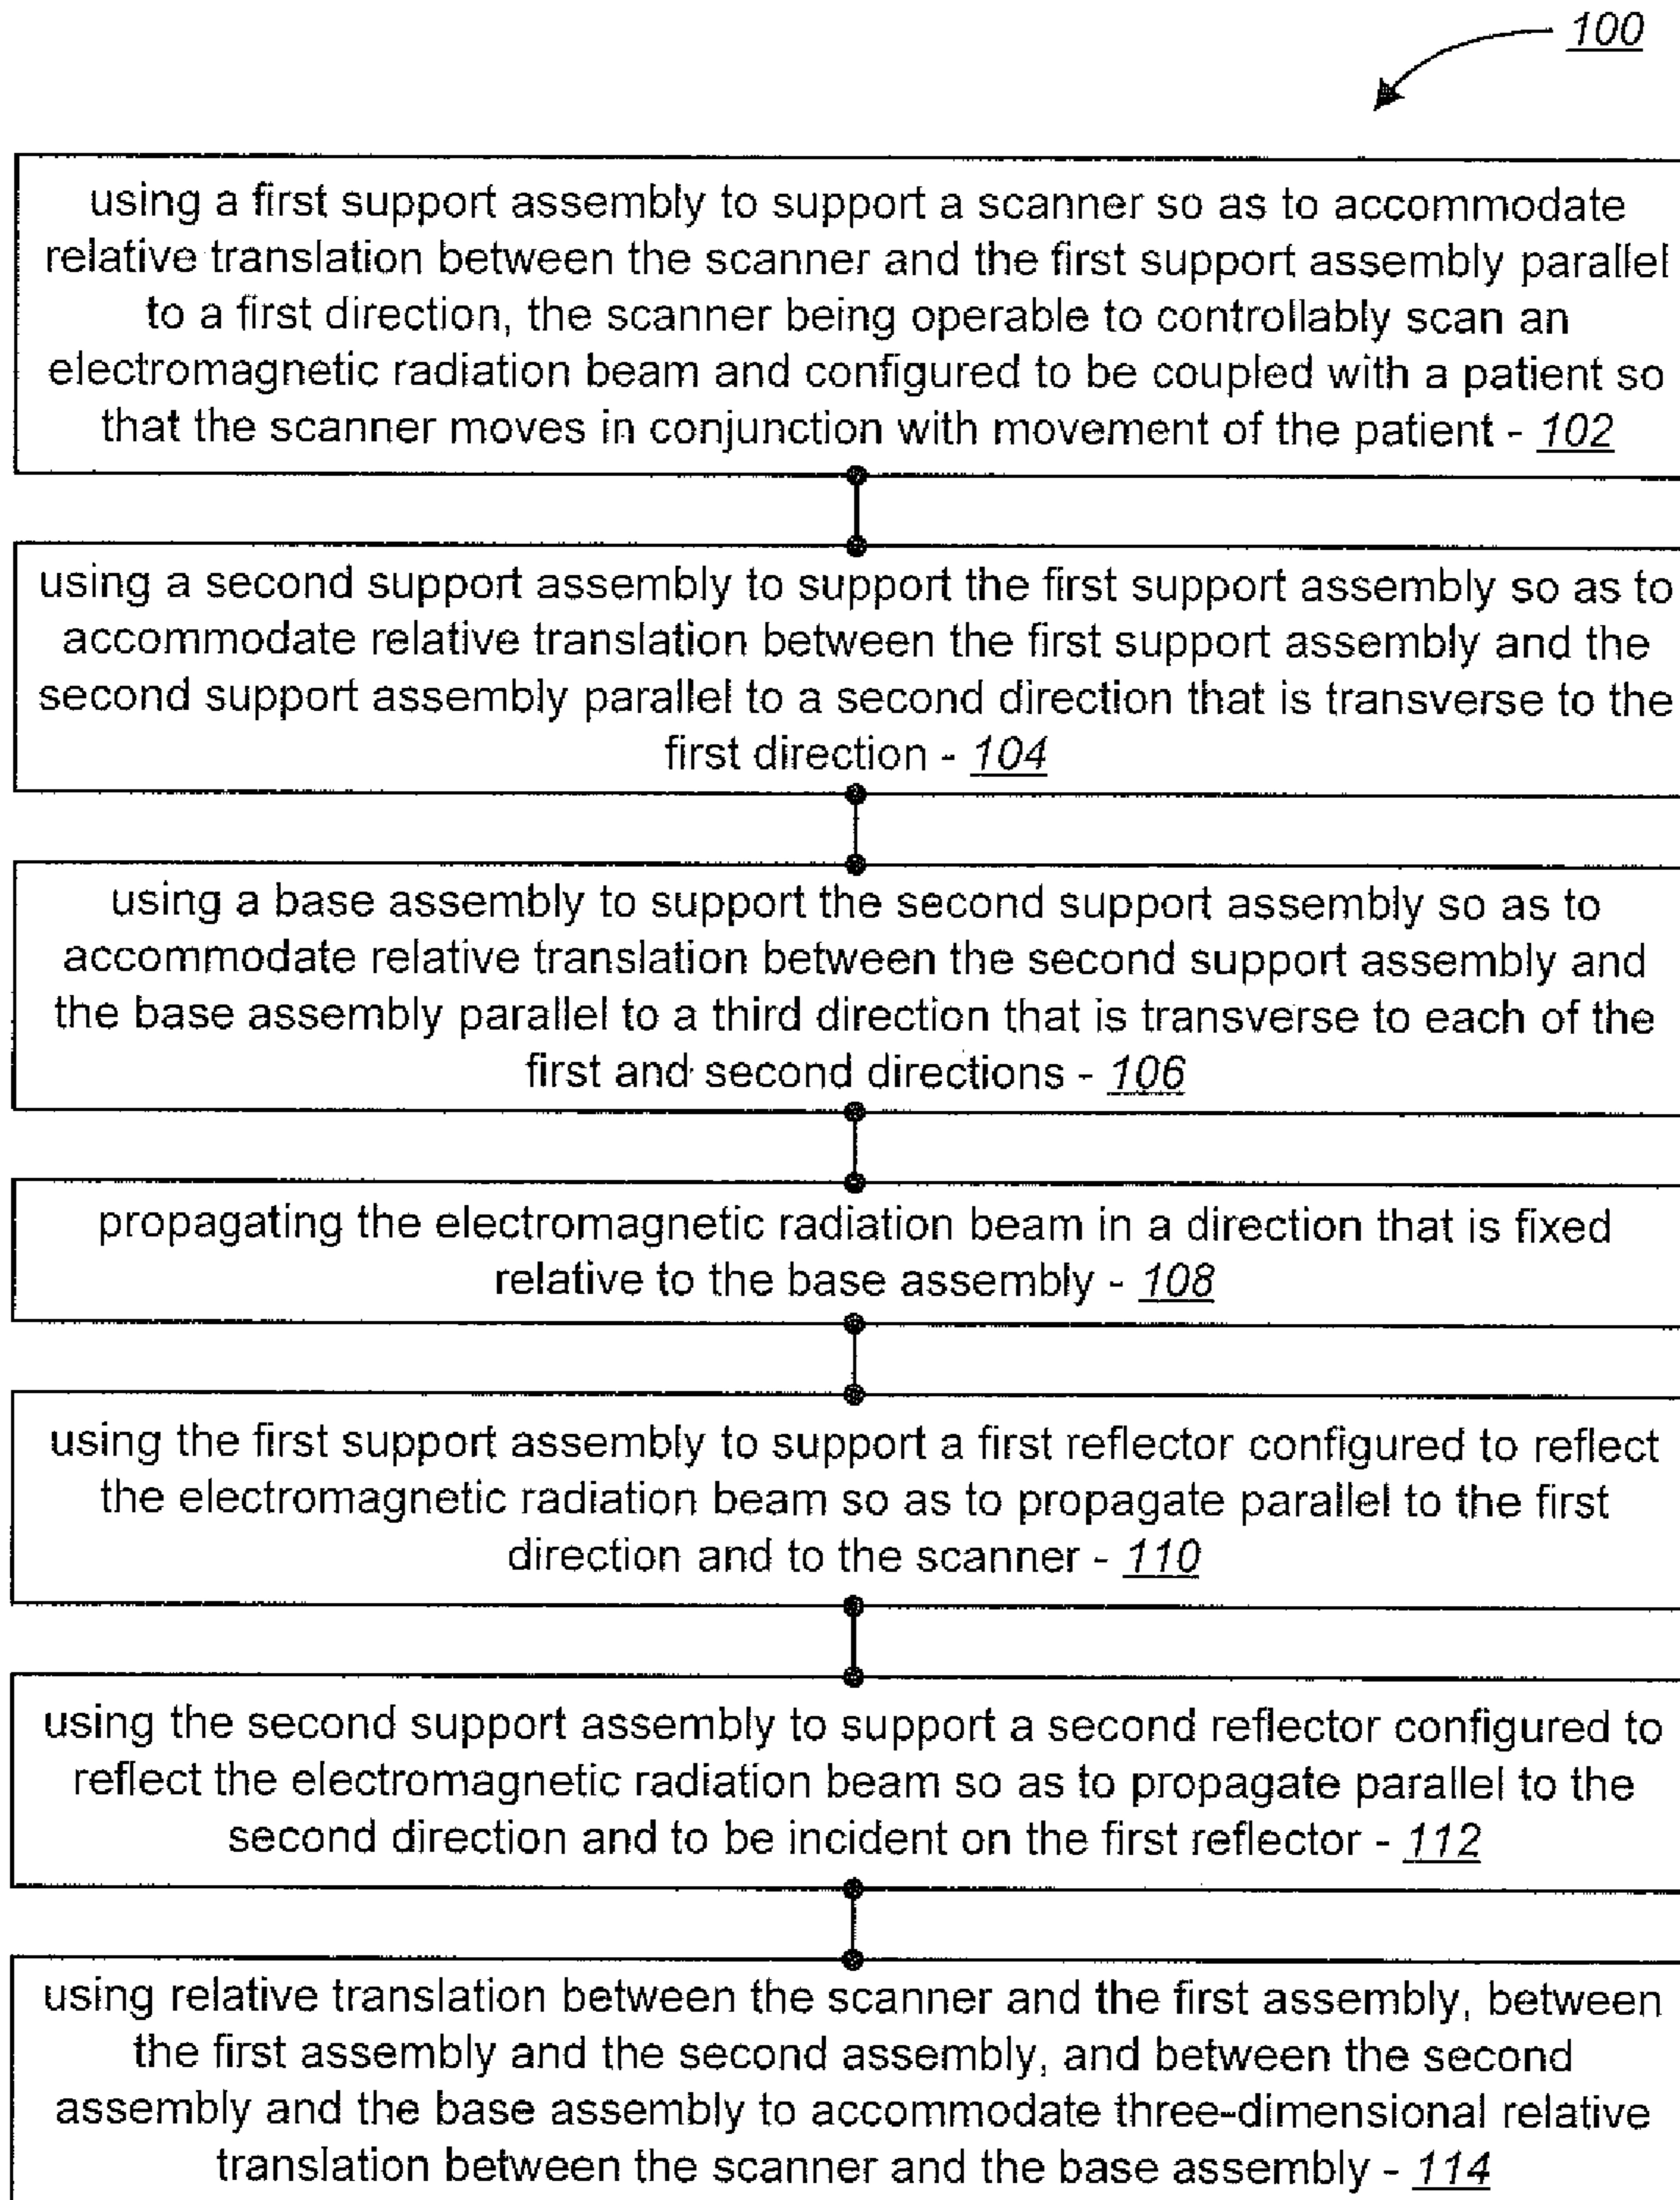 100
using a first support assembly to support a scanner so as to accommodate
relative translation between the scanner and the first support assembly parallel
to a first direction, the scanner being operable to controllably scan an
electromagnetic radiation beam and configured to be coupled with a patient so
that the scanner moves in conjunction with movement of the patient - 102
using a second support assembly to support the first support assembly so as to
accommodate relative translation between the first support assembly and the
second support assembly parallel to a second direction that is transverse to the
first direction - 104
using a base assembly to support the second support assembly so as to
accommodate relative translation between the second support assembly and
the base assembly parallel to a third direction that is transverse to each of the
first and second directions - 106
propagating the electromagnetic radiation beam in a direction that is fixed
relative to the base assembly - 108
using the first support assembly to support a first reflector configured to reflect
the electromagnetic radiation beam so as to propagate parallel to the first
direction and to the scanner - 110
using the second support assembly to support a second reflector configured to
reflect the electromagnetic radiation beam so as to propagate parallel to the
second direction and to be incident on the first reflector - 112
using relative translation between the scanner and the first assembly, between
the first assembly and the second assembly, and between the second
assembly and the base assembly to accommodate three-dimensional relative
translation between the scanner and the base assembly - 114